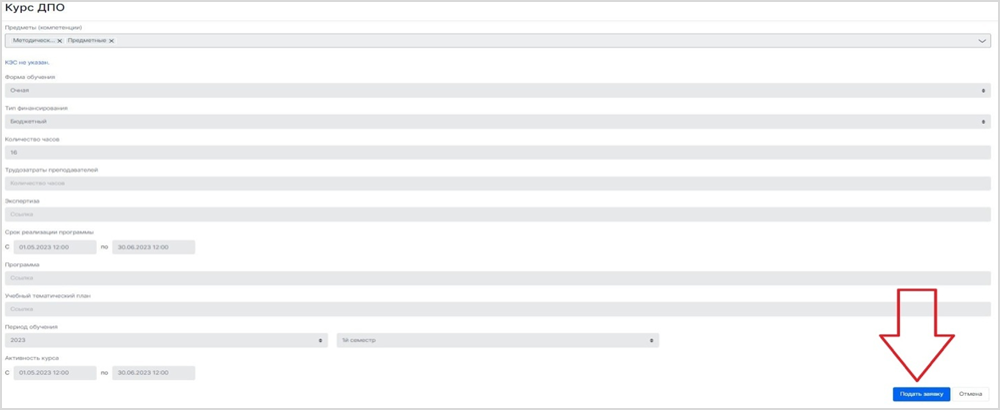 Курс ДПО
Предметы (компетенции)
Методическ... × Предметные ×
КЭС не указан.
Форма обучения
Очная
Тип финансирования
Бюджетный
Количество часов
16
Трудозатраты преподавателей
Количество часов
Экспертиза
Ссылка
Срок реализации программы
С 01.05.2023 12:00 по 30.06.2023 12:00
Программа
Ссылка
Учебный тематический план
Ссылка
Период обучения
2023 1й семестр
Активность курса
С 01.05.2023 12:00 по 30.06.2023 12:00
Подать заявку Отмена